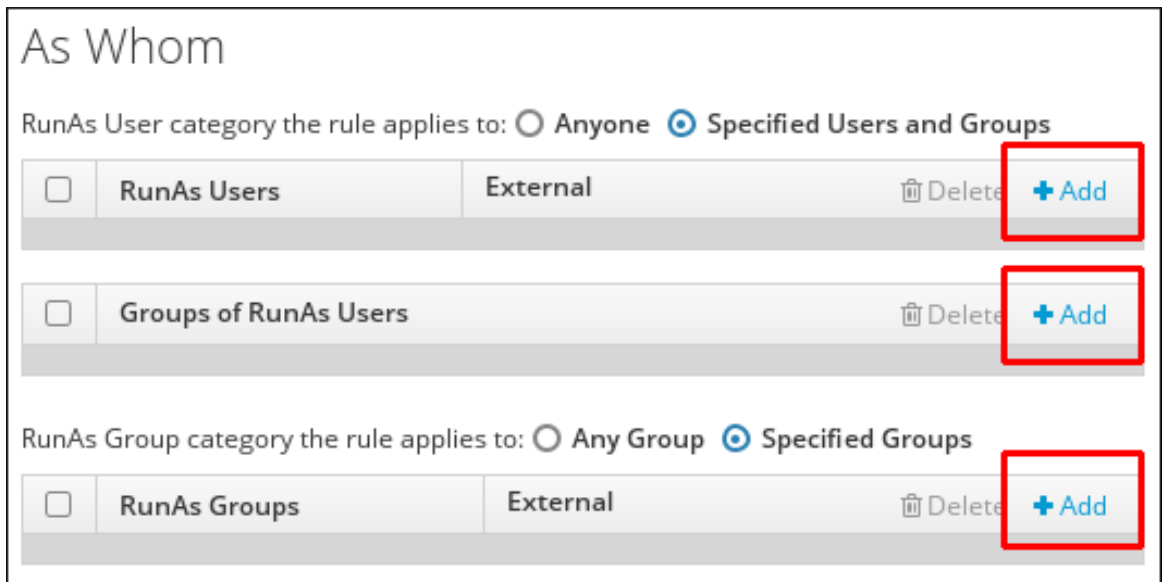 As Whom
RunAs User category the rule applies to: Anyone Specified Users and Groups
RunAs Users External Delete Add
Groups of RunAs Users Delete Add
RunAs Group category the rule applies to: Any Group Specified Groups
RunAs Groups External Delete Add